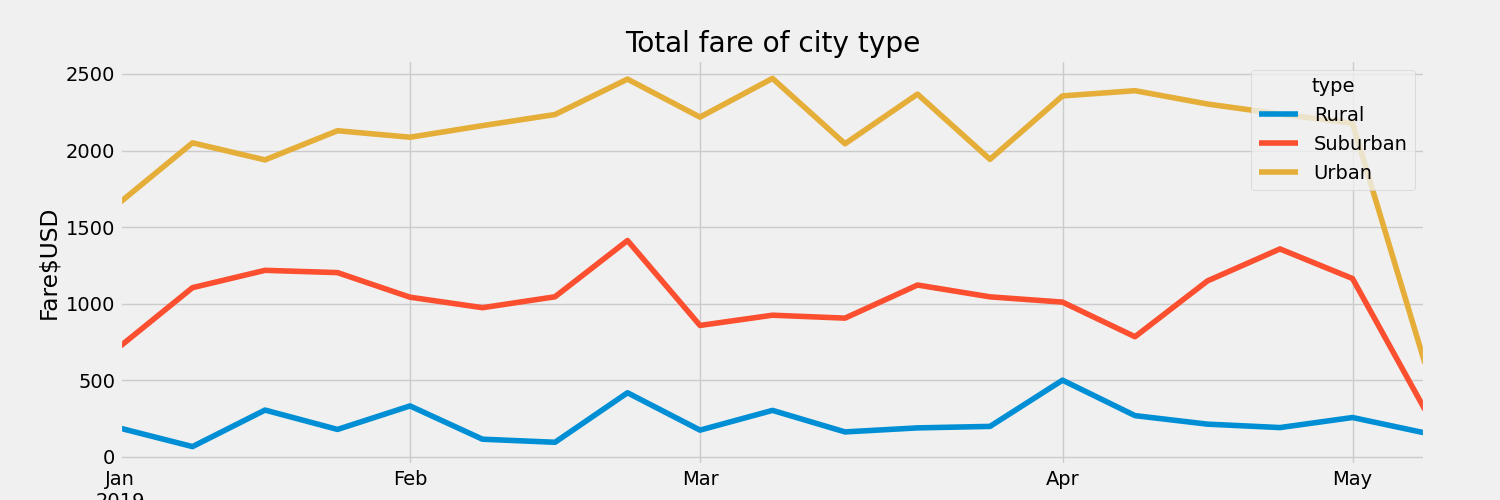 Total fare of city type
Fare$USD
2500
2000
1500
1000
500
0
type
Rural
Suburban
Urban
Jan Feb Mar Apr May
2019